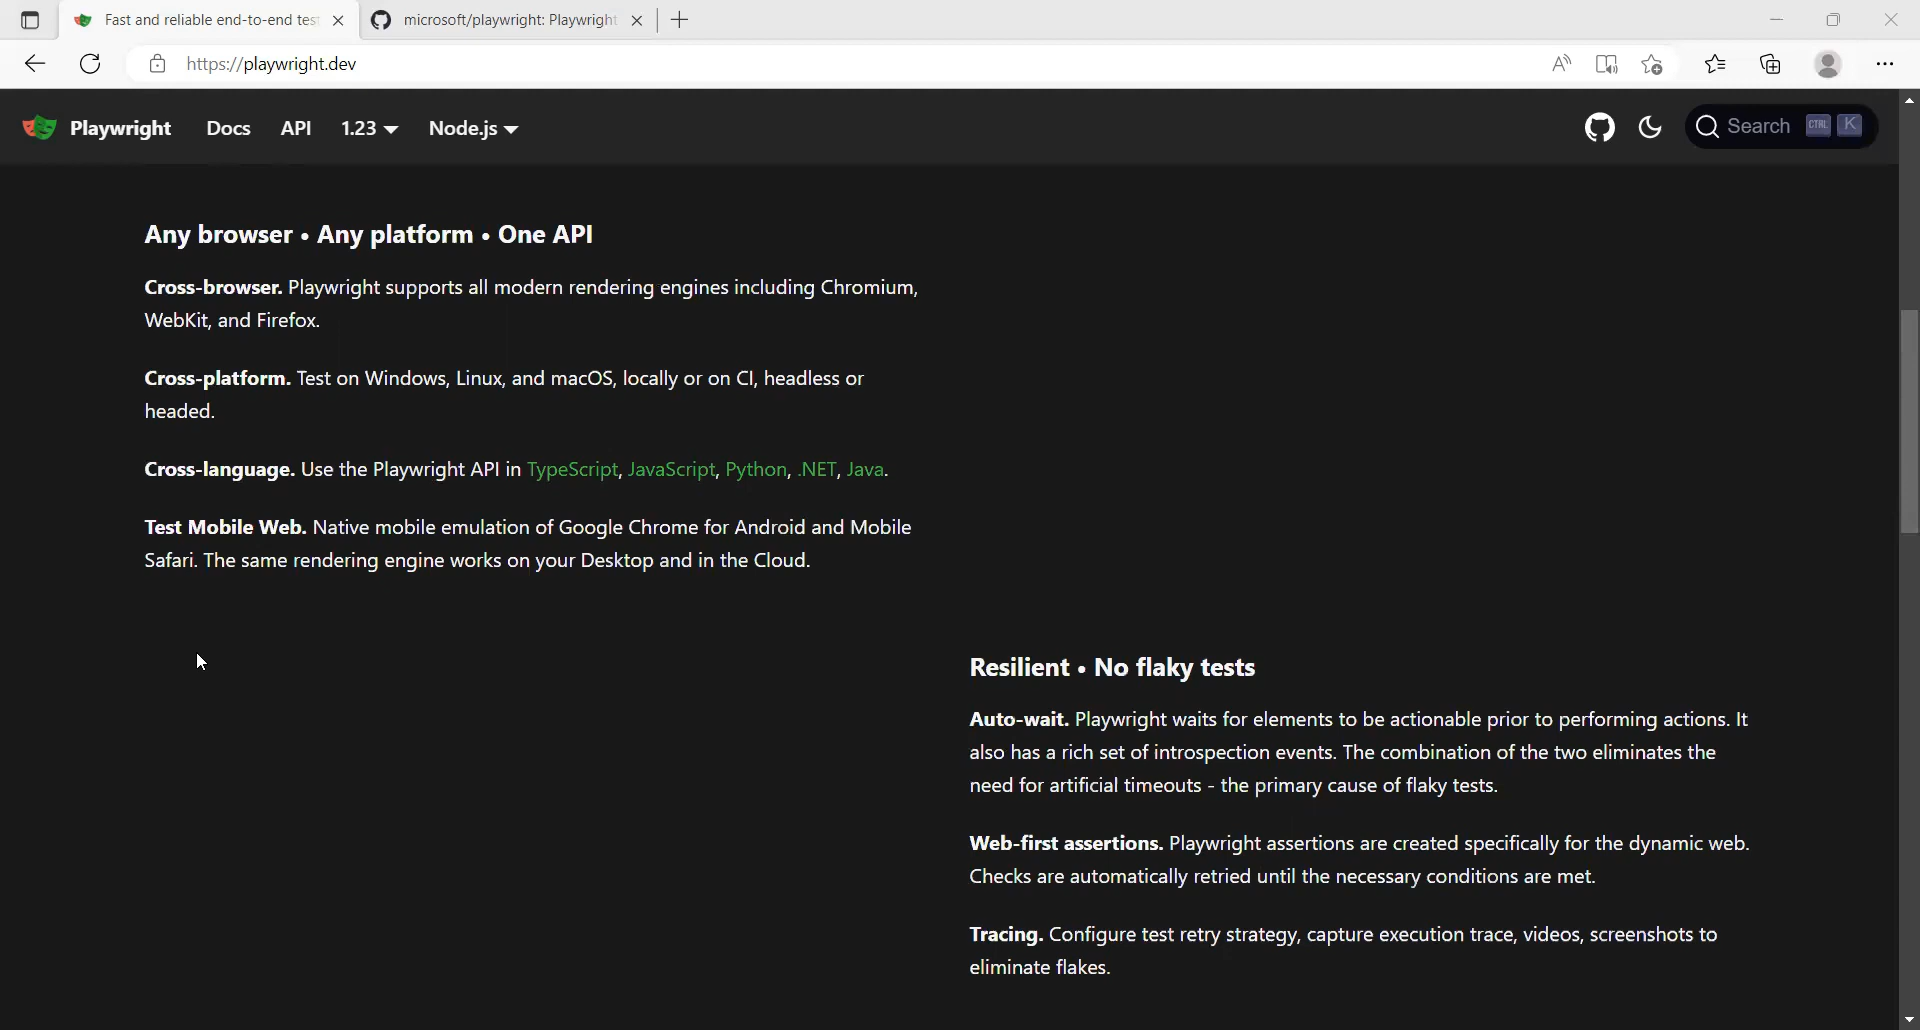 Fast and reliable end-to-end tes
microsoft/playwright: Playwright
https://playwright.dev
Playwright Docs API 1.23 Node.js Search CTRL K
Any browser • Any platform • One API
Cross-browser. Playwright supports all modern rendering engines including Chromium,
WebKit, and Firefox.
Cross-platform. Test on Windows, Linux, and macOS, locally or on CI, headless or
headed.
Cross-language. Use the Playwright API in TypeScript, JavaScript, Python, .NET, Java.
Test Mobile Web. Native mobile emulation of Google Chrome for Android and Mobile
Safari. The same rendering engine works on your Desktop and in the Cloud.
Resilient • No flaky tests
Auto-wait. Playwright waits for elements to be actionable prior to performing actions. It
also has a rich set of introspection events. The combination of the two eliminates the
need for artificial timeouts - the primary cause of flaky tests.
Web-first assertions. Playwright assertions are created specifically for the dynamic web.
Checks are automatically retried until the necessary conditions are met.
Tracing. Configure test retry strategy, capture execution trace, videos, screenshots to
eliminate flakes.